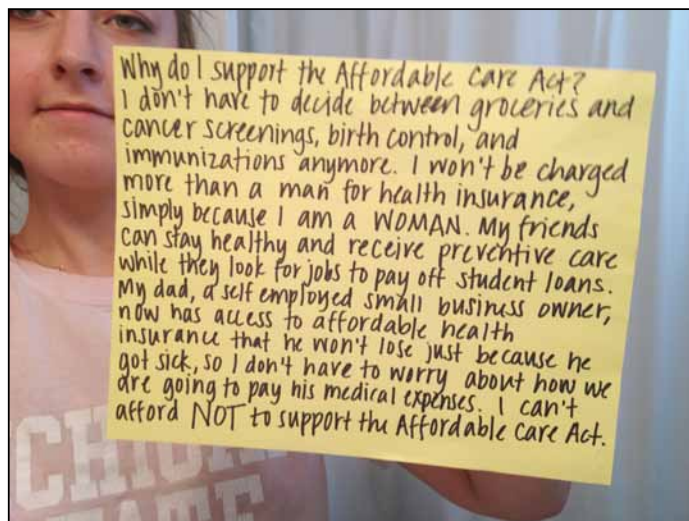 Why do I support the Affordable Care Act?
I don't have to decide between groceries and
cancer screenings, birth control, and
immunizations anymore. I won't be charged
more than a man for health insurance,
simply because I am a WOMAN. My friends
can stay healthy and receive preventive care
while they look for jobs to pay off student loans.
My dad, a self employed small business owner,
now has access to affordable health
insurance that he won't lose just because he
got sick, so I don't have to worry about how we
are going to pay his medical expenses. I can't
afford NOT to support the Affordable Care Act.